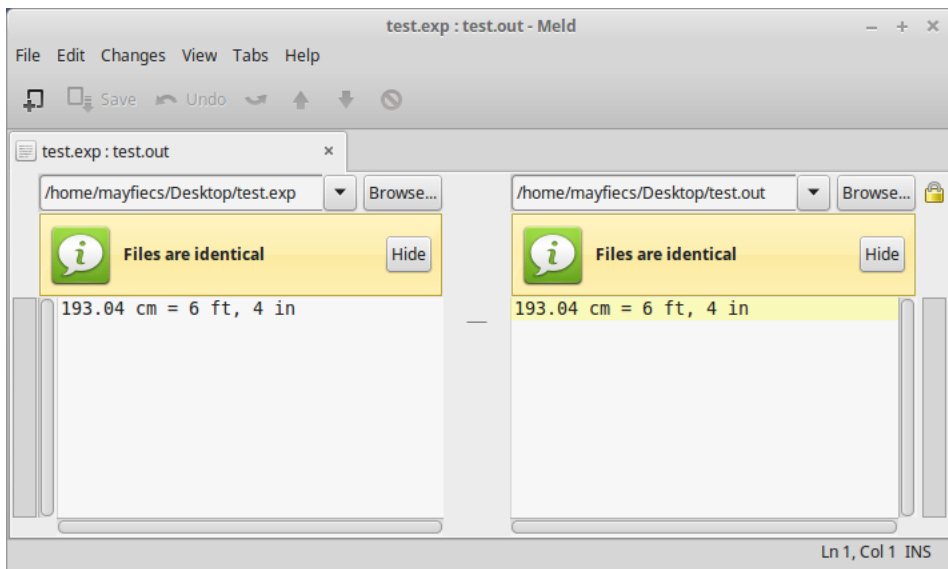 test.exp : test.out - Meld
File Edit Changes View Tabs Help
Save Undo
test.exp : test.out
/home/mayfiecs/Desktop/test.exp Browse... /home/mayfiecs/Desktop/test.out Browse...
Files are identical Hide Files are identical Hide
193.04 cm = 6 ft, 4 in 193.04 cm = 6 ft, 4 in
Ln 1, Col 1 INS